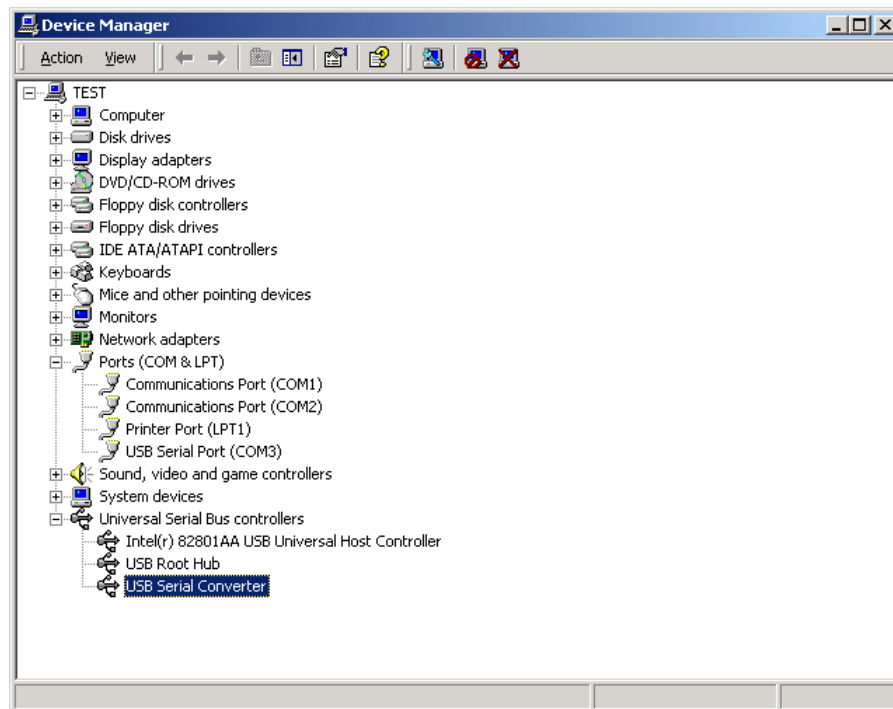 Device Manager
Action View
TEST
Computer
Disk drives
Display adapters
DVD/CD-ROM drives
Floppy disk controllers
Floppy disk drives
IDE ATA/ATAPI controllers
Keyboards
Mice and other pointing devices
Monitors
Network adapters
Ports (COM & LPT)
Communications Port (COM1)
Communications Port (COM2)
Printer Port (LPT1)
USB Serial Port (COM3)
Sound, video and game controllers
System devices
Universal Serial Bus controllers
Intel(r) 82801AA USB Universal Host Controller
USB Root Hub
USB Serial Converter